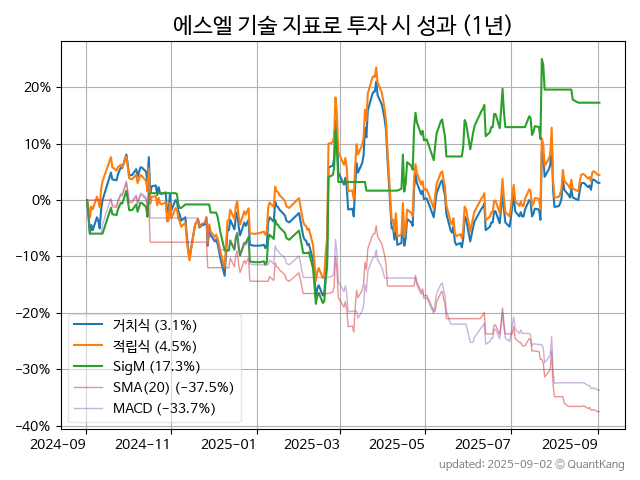 에스엘 기술 지표로 투자 시 성과 (1년)
20%
10%
0%
−10%
−20%
−30%
−40%
거치식 (3.1%)
적립식 (4.5%)
SigM (17.3%)
SMA(20) (−37.5%)
MACD (−33.7%)
2024-09
2024-11
2025-01
2025-03
2025-05
2025-07
2025-09
updated: 2025-09-02 © QuantKang